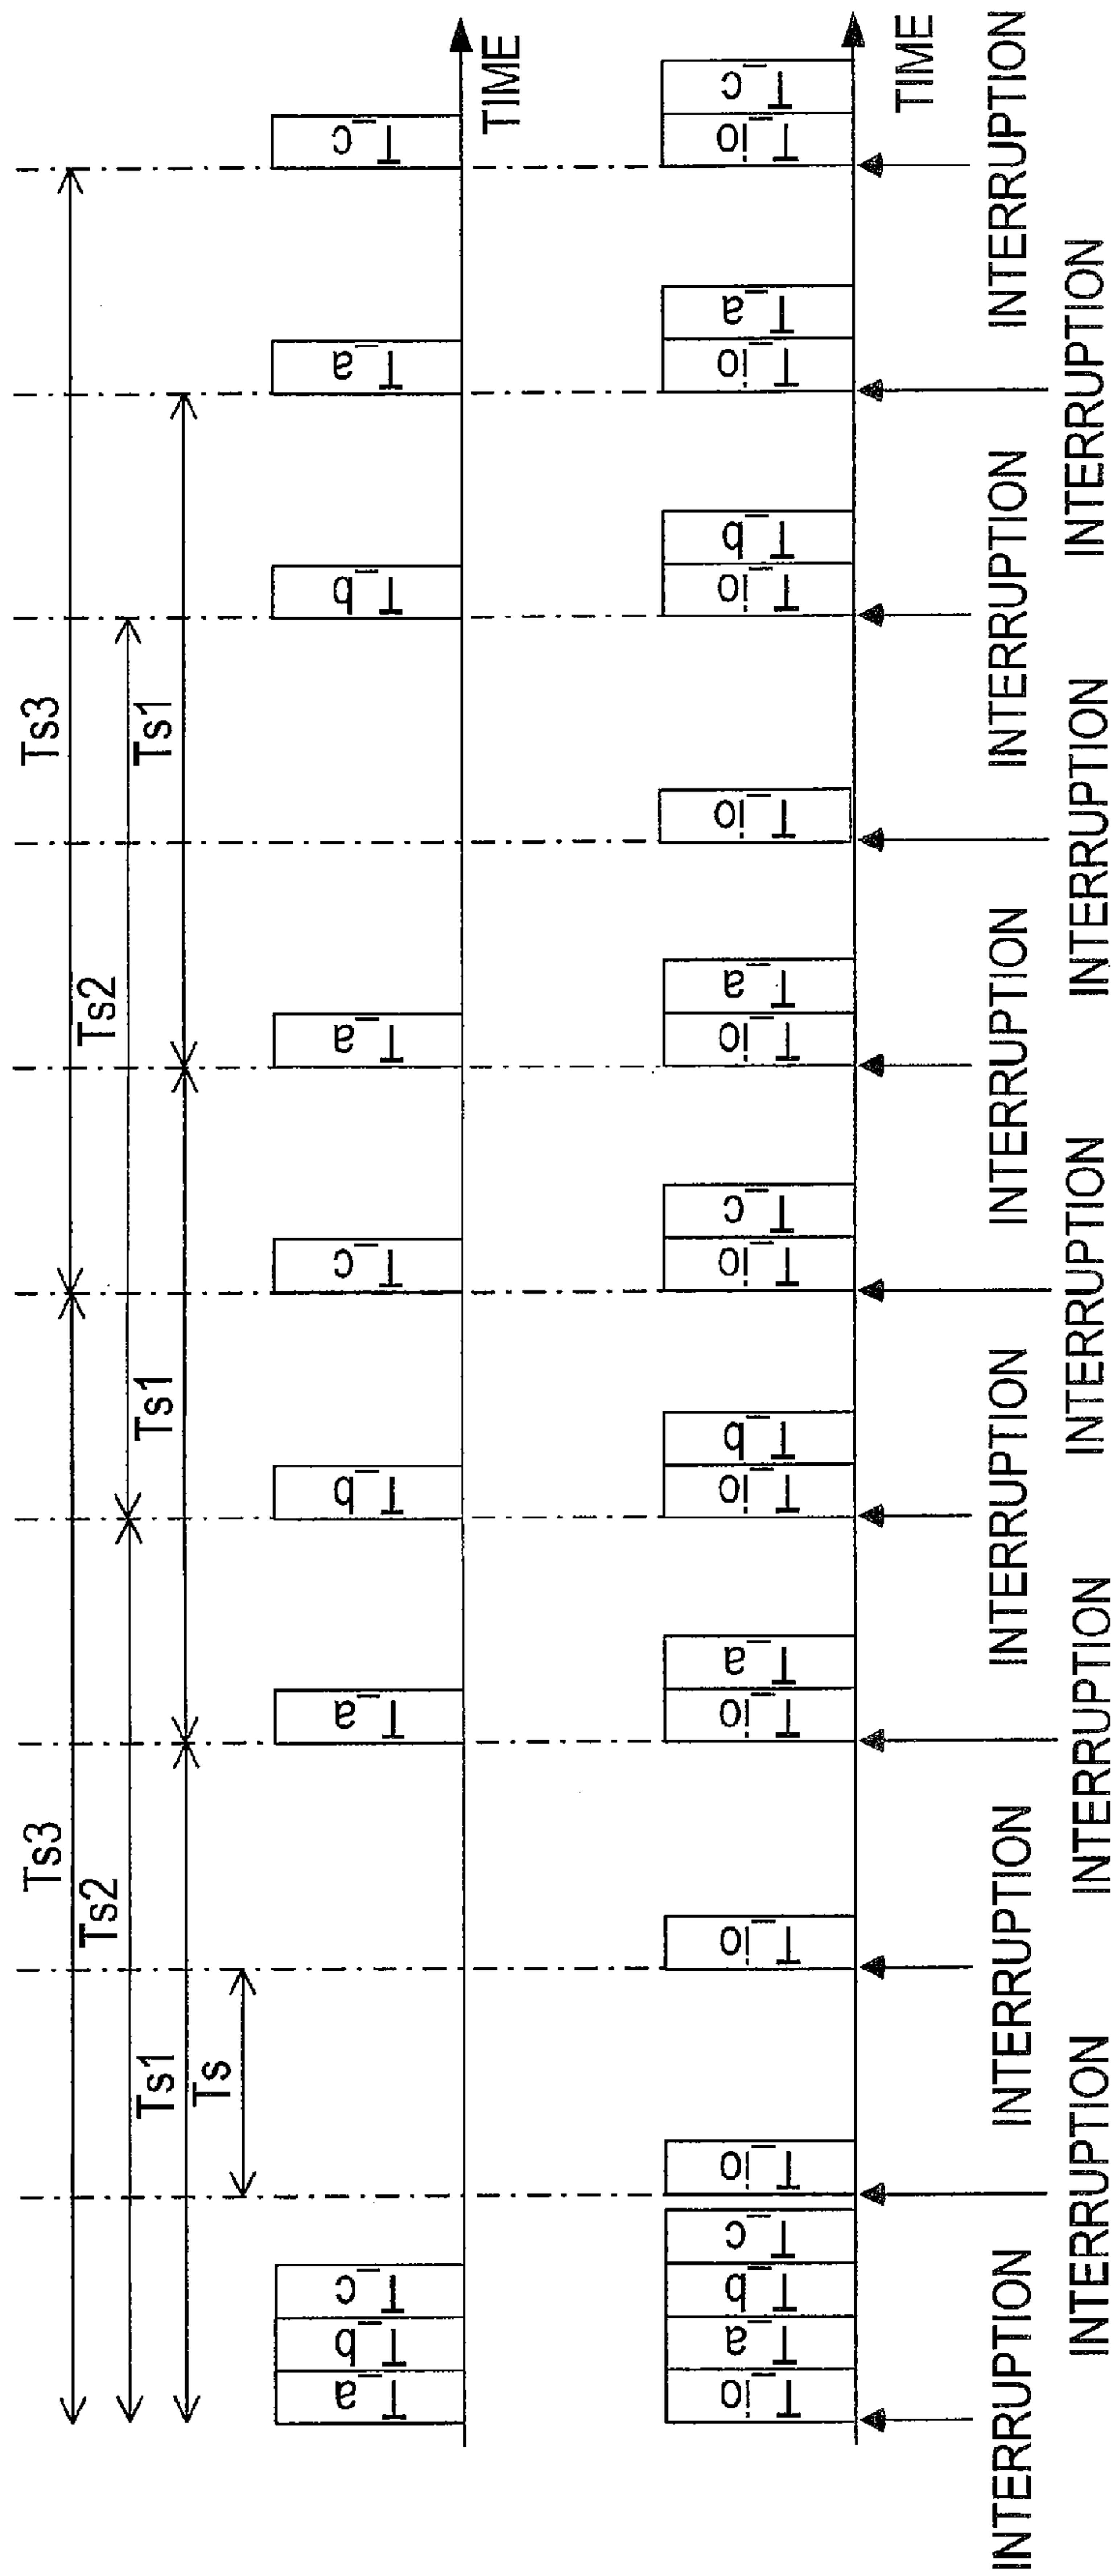 Ts3 Ts3
Ts2 Ts2
Ts1 Ts1 Ts1
Ts
T_a T_b T_c T_a T_b T_c T_a T_b T_a T_c
TIME
T_io T_a T_b T_c T_io T_io T_io T_a T_io T_b T_io T_c T_io T_a T_io T_io T_b T_io T_a T_io T_c
TIME
INTERRUPTION INTERRUPTION INTERRUPTION INTERRUPTION INTERRUPTION INTERRUPTION
INTERRUPTION INTERRUPTION INTERRUPTION INTERRUPTION INTERRUPTION